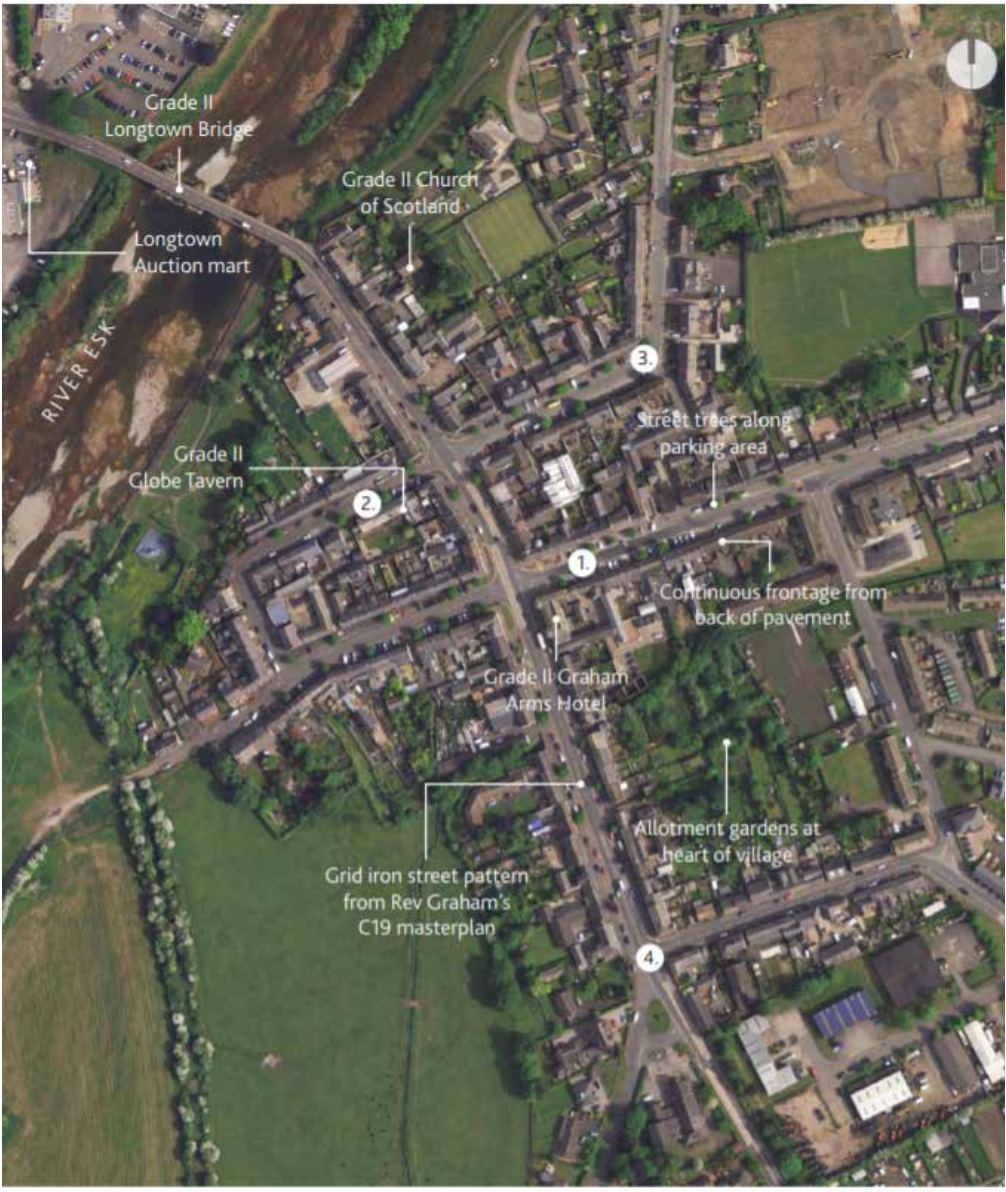 Grade II
Longtown Bridge
Grade II Church
of Scotland
Longtown
Auction mart
RIVER ESK
3.
Street trees along
parking area
Grade II
Globe Tavern
2.
1.
Continuous frontage from
back of pavement
Grade II Graham
Arms Hotel
Allotment gardens at
heart of village
Grid iron street pattern
from Rev Graham's
C19 masterplan
4.